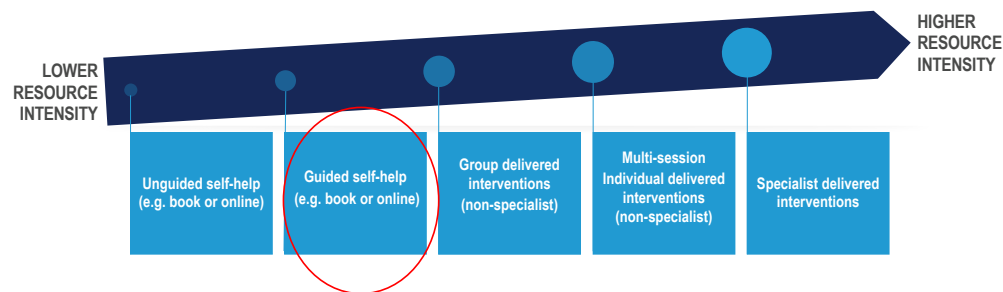 LOWER
RESOURCE
INTENSITY
HIGHER
RESOURCE
INTENSITY
Unguided self-help
(e.g. book or online)
Guided self-help
(e.g. book or online)
Group delivered
interventions
(non-specialist)
Multi-session
Individual delivered
interventions
(non-specialist)
Specialist delivered
interventions